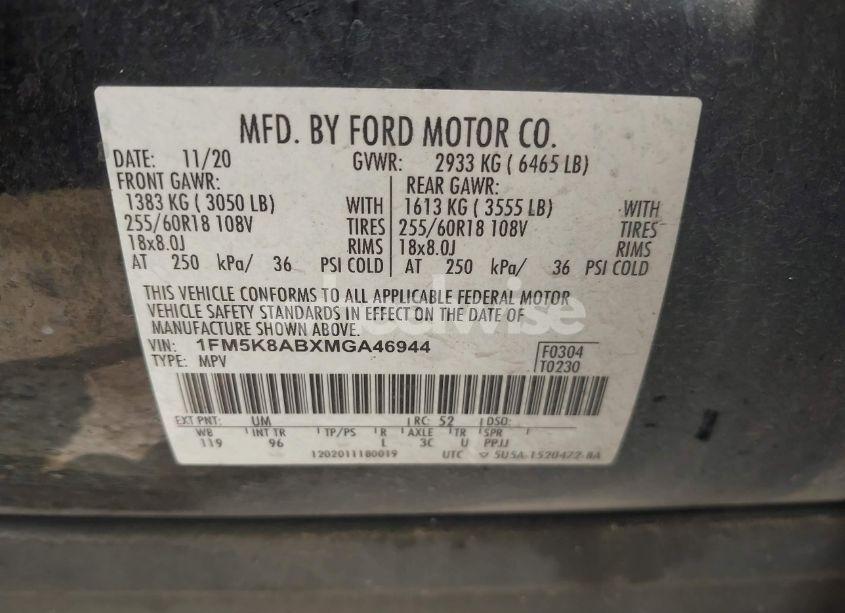 MFD. BY FORD MOTOR CO.
DATE: 11/20 GVWR: 2933 KG ( 6465 LB)
FRONT GAWR: REAR GAWR:
1383 KG ( 3050 LB) WITH 1613 KG ( 3555 LB) WITH
255/60R18 108V TIRES 255/60R18 108V TIRES
18x8.0J RIMS 18x8.0J RIMS
AT 250 kPa/ 36 PSI COLD AT 250 kPa/ 36 PSI COLD
THIS VEHICLE CONFORMS TO ALL APPLICABLE FEDERAL MOTOR
VEHICLE SAFETY STANDARDS IN EFFECT ON THE DATE OF
MANUFACTURE SHOWN ABOVE.
VIN: 1FM5K8ABXMGA46944
TYPE: MPV
F0304
T0230
EXT PNT: UM RC: 52 DSO:
WB INT TR TP/PS R AXLE TR SPR
119 96 L 3C U PPJJ
1202011180019 UTC